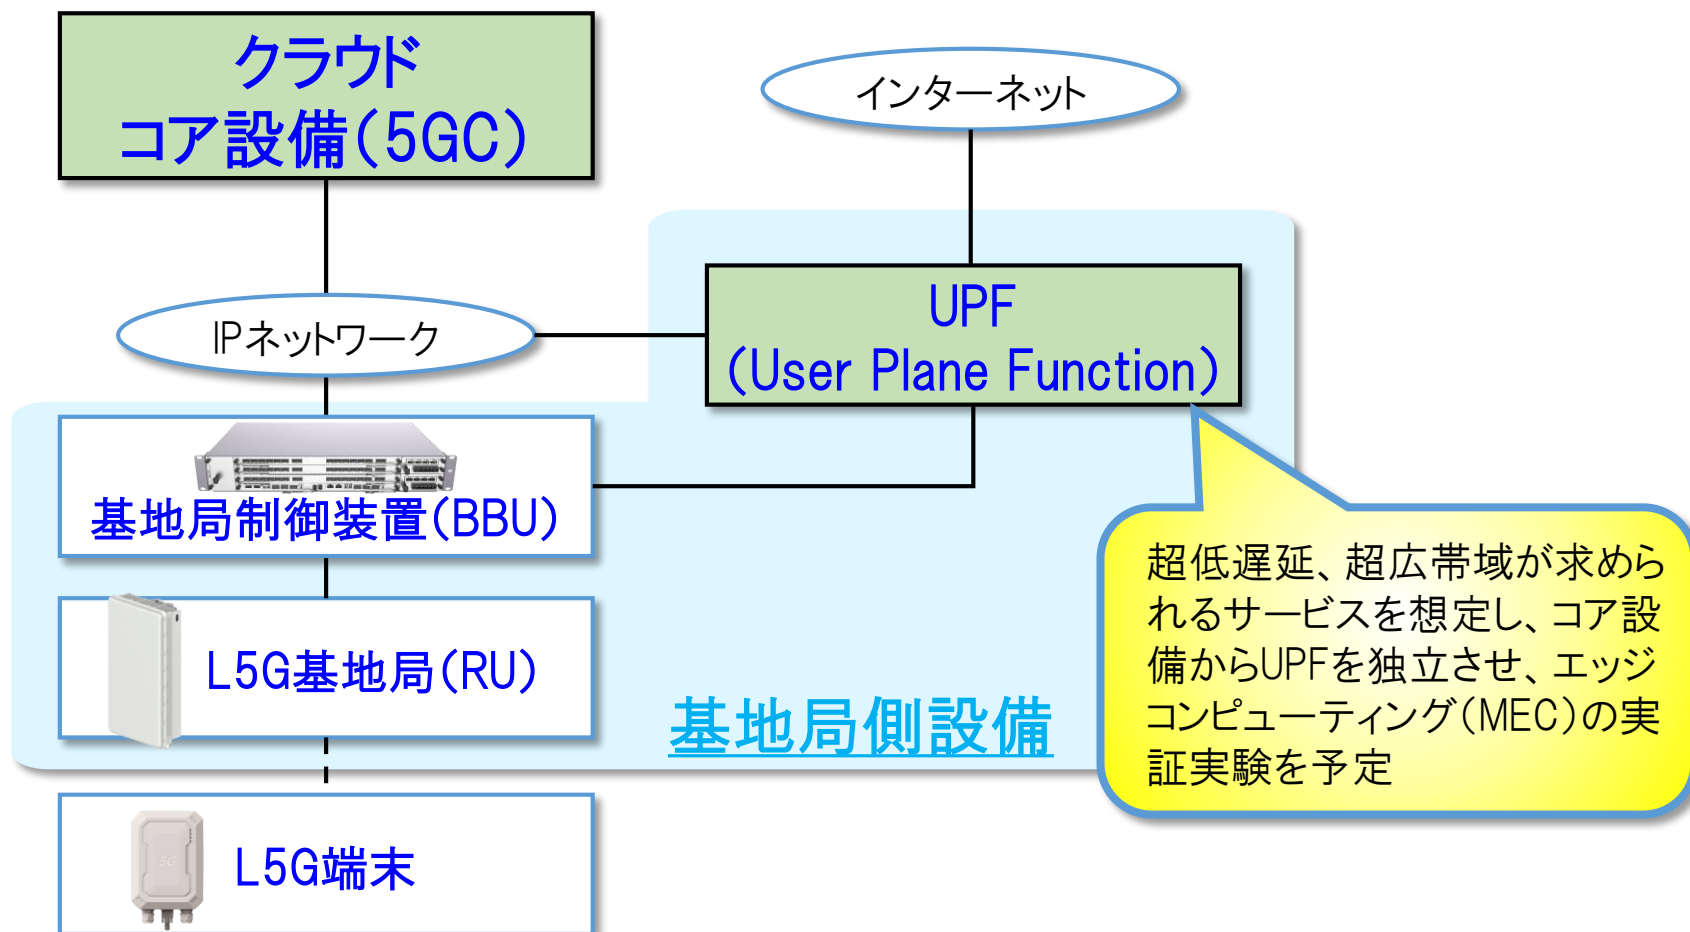 クラウド
コア設備(5GC)
インターネット
IPネットワーク
UPF
(User Plane Function)
基地局制御装置(BBU)
L5G基地局(RU)
基地局側設備
超低遅延、超広帯域が求めら
れるサービスを想定し、コア設
備からUPFを独立させ、エッジ
コンピューティング(MEC)の実
証実験を予定
5G
L5G端末